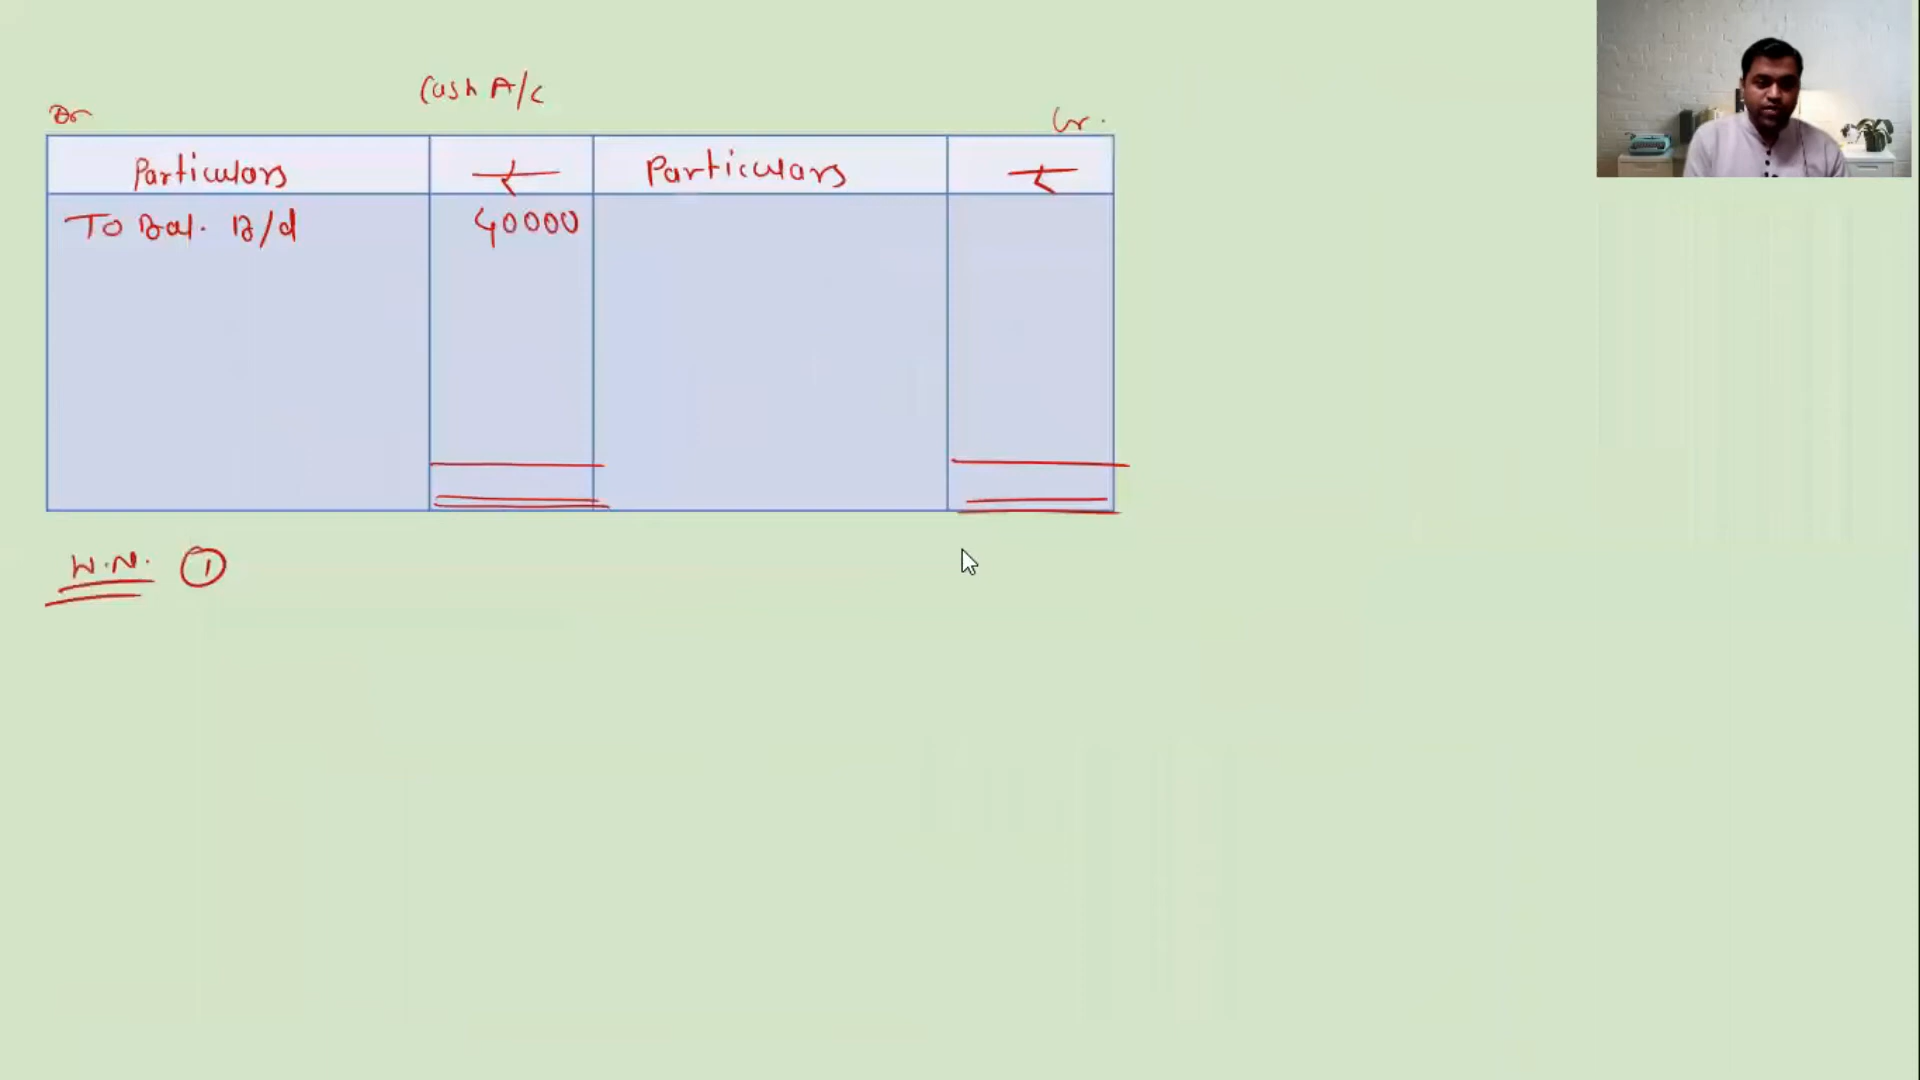 Cash A/c
Dr Cr.
Particulars ₹ Particulars ₹
To Bal. B/d 40000
W.N. ①